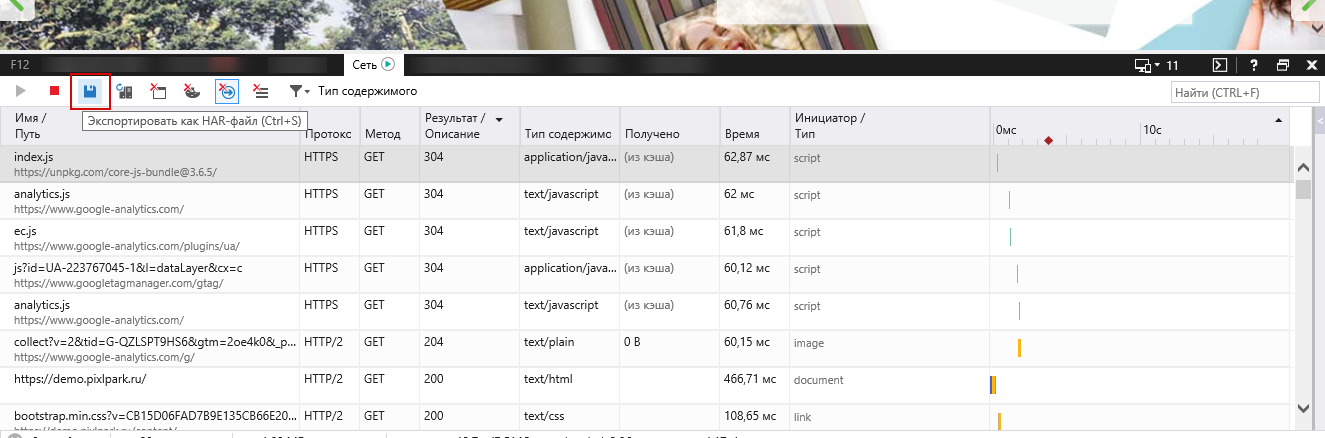 F12
Сеть
11
?
Тип содержимого
Найти (CTRL+F)
Экспортировать как HAR-файл (Ctrl+S)
Имя /
Путь
Протокс
Метод
Результат /
Описание
Тип содержимо
Получено
Время
Инициатор /
Тип
0мс
10с
index.js
https://unpkg.com/core-js-bundle@3.6.5/
HTTPS
GET
304
application/java...
(из кэша)
62,87 мс
script
analytics.js
https://www.google-analytics.com/
HTTPS
GET
304
text/javascript
(из кэша)
62 мс
script
ec.js
https://www.google-analytics.com/plugins/ua/
HTTPS
GET
304
text/javascript
(из кэша)
61,8 мс
script
js?id=UA-223767045-1&l=dataLayer&cx=c
https://www.googletagmanager.com/gtag/
HTTPS
GET
304
application/java...
(из кэша)
60,12 мс
script
analytics.js
https://www.google-analytics.com/
HTTPS
GET
304
text/javascript
(из кэша)
60,76 мс
script
collect?v=2&tid=G-QZLSPT9HS6&gtm=2oe4k0&_p...
https://www.google-analytics.com/g/
HTTP/2
GET
204
text/plain
0 B
60,15 мс
image
https://demo.pixlpark.ru/
HTTP/2
GET
200
text/html
466,71 мс
document
bootstrap.min.css?v=CB15D06FAD7B9E135CB66E20...
HTTP/2
GET
200
text/css
108,65 мс
link